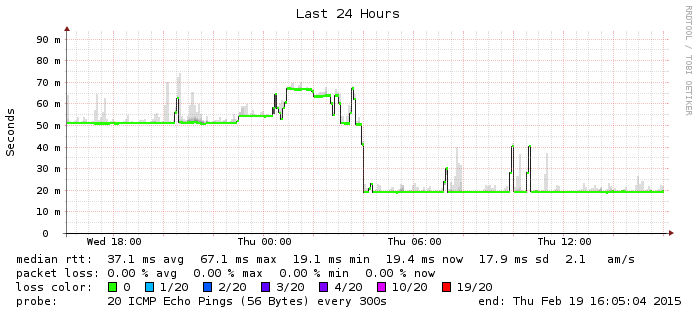 Last 24 Hours
RRDTOOL / TOBI OETIKER
Seconds
90 m
80 m
70 m
60 m
50 m
40 m
30 m
20 m
10 m
0
Wed 18:00 Thu 00:00 Thu 06:00 Thu 12:00
median rtt: 37.1 ms avg 67.1 ms max 19.1 ms min 19.4 ms now 17.9 ms sd 2.1 am/s
packet loss: 0.00 % avg 0.00 % max 0.00 % min 0.00 % now
loss color: 0 1/20 2/20 3/20 4/20 10/20 19/20
probe: 20 ICMP Echo Pings (56 Bytes) every 300s end: Thu Feb 19 16:05:04 2015